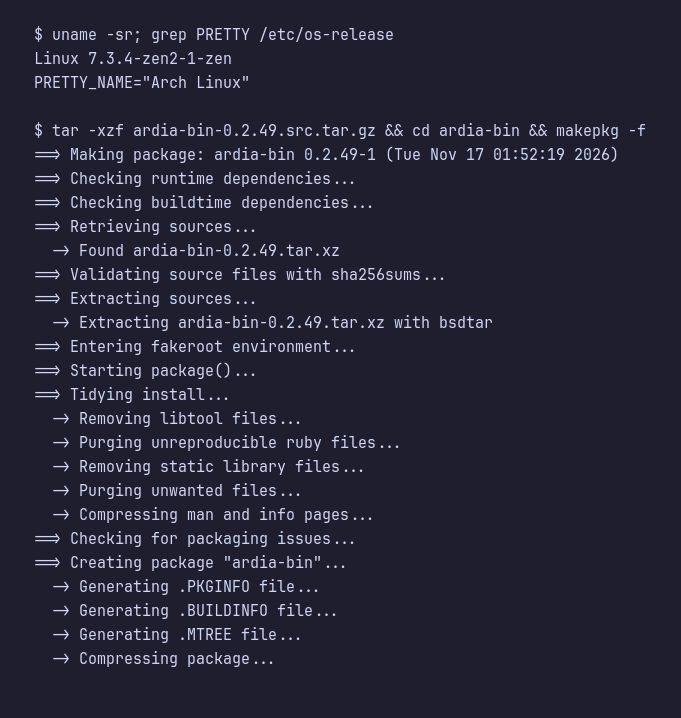 $ uname -sr; grep PRETTY /etc/os-release
Linux 7.3.4-zen2-1-zen
PRETTY_NAME="Arch Linux"
$ tar -xzf ardia-bin-0.2.49.src.tar.gz && cd ardia-bin && makepkg -f
==> Making package: ardia-bin 0.2.49-1 (Tue Nov 17 01:52:19 2026)
==> Checking runtime dependencies...
==> Checking buildtime dependencies...
==> Retrieving sources...
  -> Found ardia-bin-0.2.49.tar.xz
==> Validating source files with sha256sums...
==> Extracting sources...
  -> Extracting ardia-bin-0.2.49.tar.xz with bsdtar
==> Entering fakeroot environment...
==> Starting package()...
==> Tidying install...
  -> Removing libtool files...
  -> Purging unreproducible ruby files...
  -> Removing static library files...
  -> Purging unwanted files...
  -> Compressing man and info pages...
==> Checking for packaging issues...
==> Creating package "ardia-bin"...
  -> Generating .PKGINFO file...
  -> Generating .BUILDINFO file...
  -> Generating .MTREE file...
  -> Compressing package...